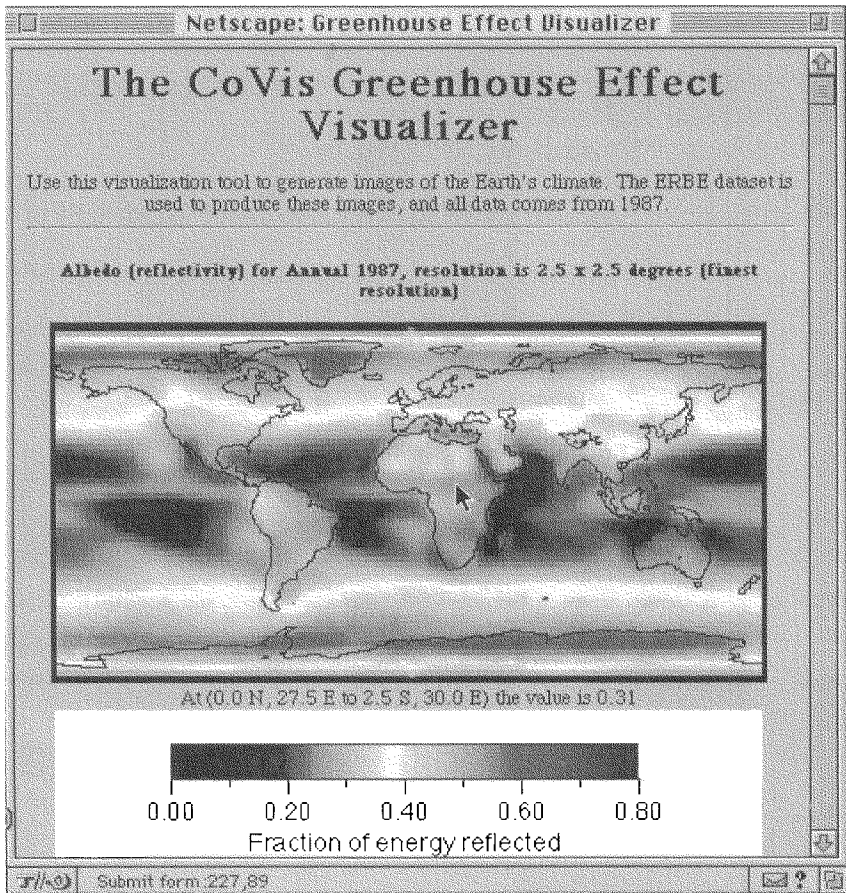 Netscape: Greenhouse Effect Visualizer
The CoVis Greenhouse Effect
Visualizer
Use this visualization tool to generate images of the Earth's climate. The ERBE dataset is
used to produce these images, and all data comes from 1987.
Albedo (reflectivity) for Annual 1987, resolution is 2.5 x 2.5 degrees (finest
resolution)
At (0.0 N, 27.5 E to 2.5 S, 30.0 E) the value is 0.31
0.00 0.20 0.40 0.60 0.80
Fraction of energy reflected
Submit form:227,89
?